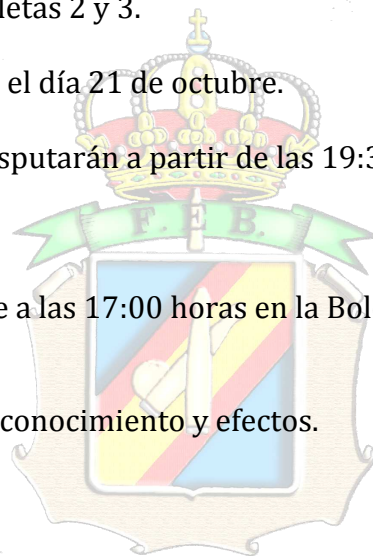 letas 2 y 3.
el día 21 de octubre.
sputarán a partir de las 19:3
F. E B.
e a las 17:00 horas en la Bol
conocimiento y efectos.